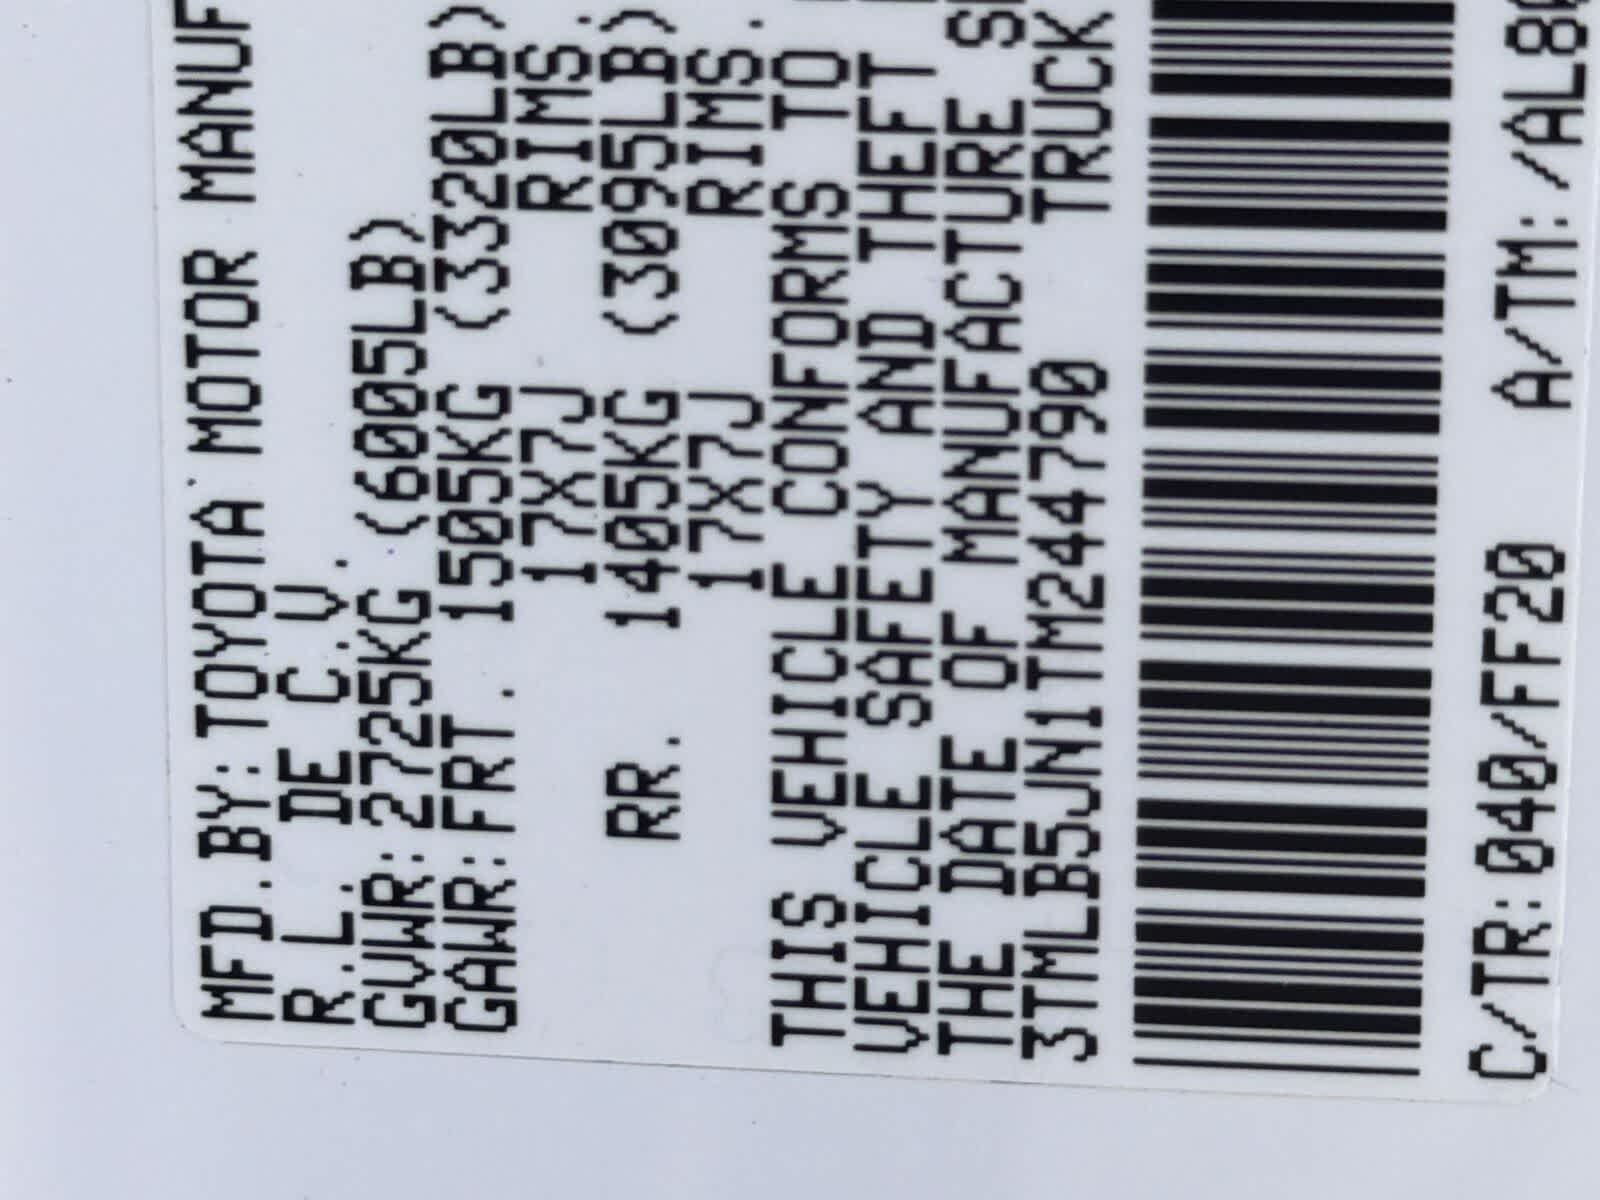 MFD.BY:TOYOTA MOTOR MANUF
R.L. DE C.V.
GVWR:2725KG (6005LB)
GAWR:FRT. 1505KG (3320LB)
17X7J RIMS.
RR. 1405KG (3095LB)
17X7J RIMS.
THIS VEHICLE CONFORMS TO
VEHICLE SAFETY AND THEFT
THE DATE OF MANUFACTURE S
3TMLB5JN1TM244790 TRUCK
C/TR:040/FF20 A/TM:/AL8